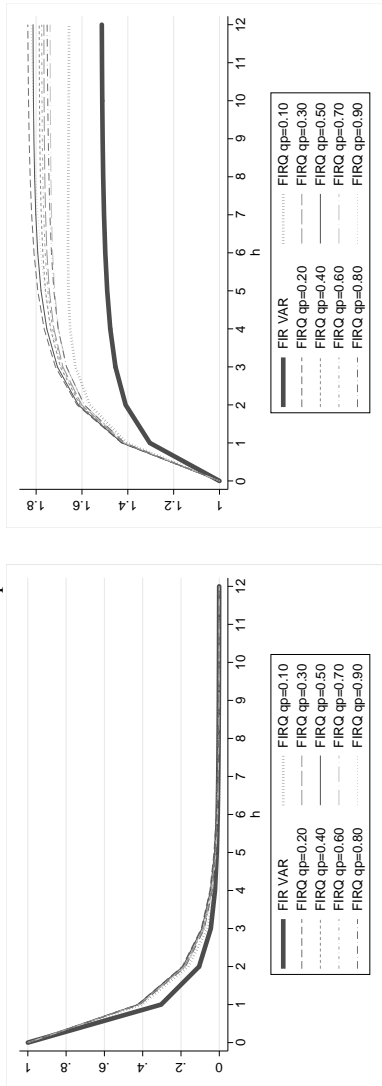 1.8
1.6
1.4
1.2
1
0 1 2 3 4 5 6 7 8 9 10 11 12
h
FIR VAR FIRQ qp=0.10
FIRQ qp=0.20 FIRQ qp=0.30
FIRQ qp=0.40 FIRQ qp=0.50
FIRQ qp=0.60 FIRQ qp=0.70
FIRQ qp=0.80 FIRQ qp=0.90
1
.8
.6
.4
.2
0
0 1 2 3 4 5 6 7 8 9 10 11 12
h
FIR VAR FIRQ qp=0.10
FIRQ qp=0.20 FIRQ qp=0.30
FIRQ qp=0.40 FIRQ qp=0.50
FIRQ qp=0.60 FIRQ qp=0.70
FIRQ qp=0.80 FIRQ qp=0.90